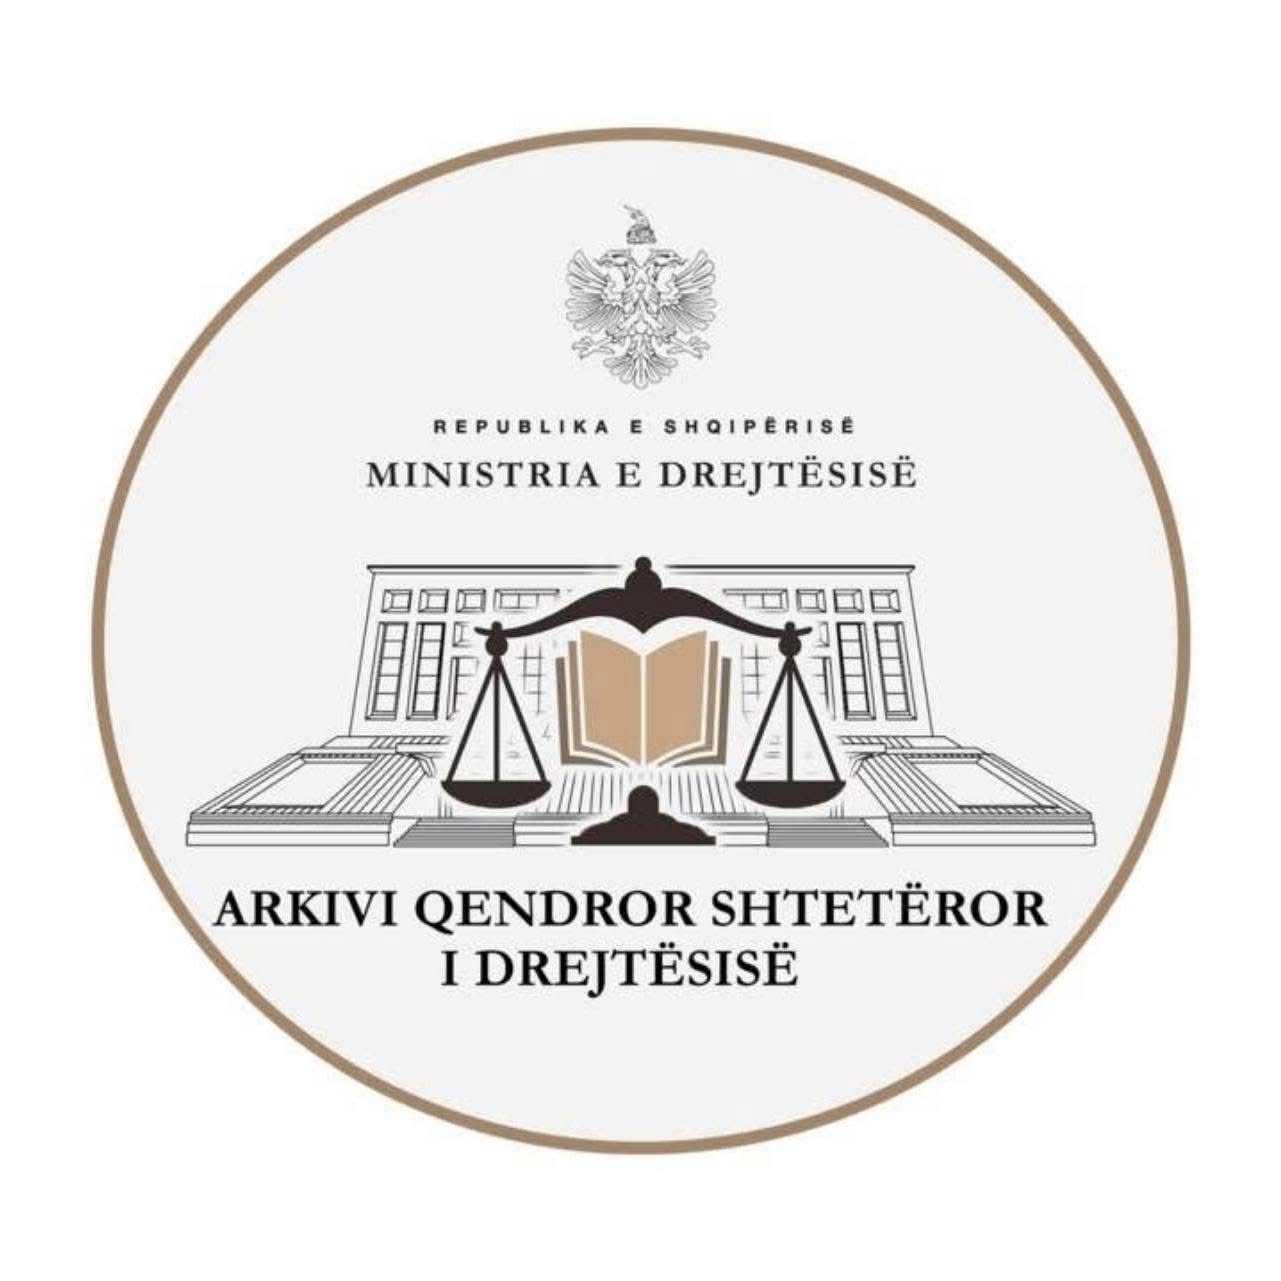 REPUBLIKA E SHQIPËRISË
MINISTRIA E DREJTËSISË
ARKIVI QENDROR SHTETËROR
I DREJTËSISË